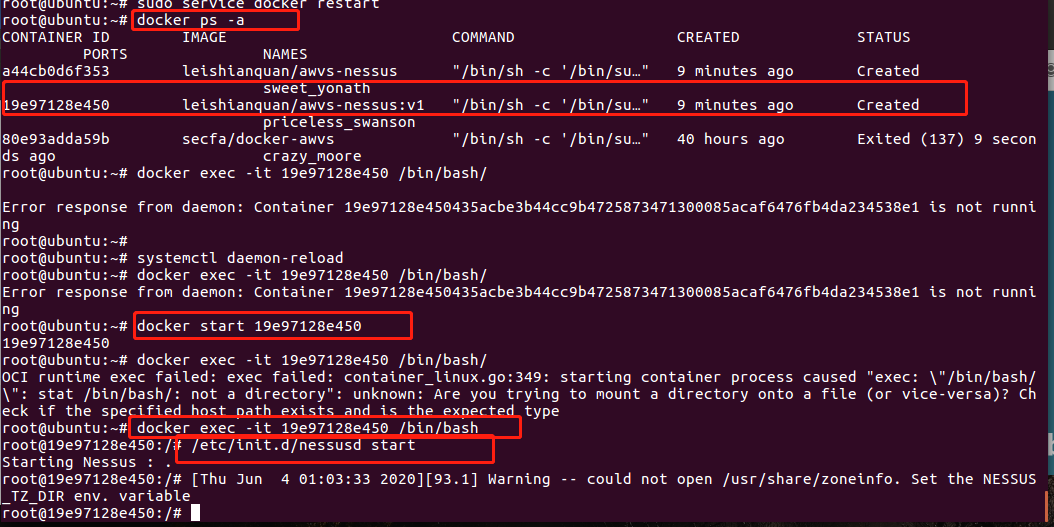 root@ubuntu:~# sudo service docker restart
root@ubuntu:~# docker ps -a
CONTAINER ID IMAGE COMMAND CREATED STATUS
PORTS NAMES
a44cb0d6f353 leishianquan/awvs-nessus "/bin/sh -c '/bin/su…" 9 minutes ago Created
sweet_yonath
19e97128e450 leishianquan/awvs-nessus:v1 "/bin/sh -c '/bin/su…" 9 minutes ago Created
priceless_swanson
80e93adda59b secfa/docker-awvs "/bin/sh -c '/bin/su…" 40 hours ago Exited (137) 9 secon
ds ago crazy_moore
root@ubuntu:~# docker exec -it 19e97128e450 /bin/bash/
Error response from daemon: Container 19e97128e450435acbe3b44cc9b4725873471300085acaf6476fb4da234538e1 is not runni
ng
root@ubuntu:~#
root@ubuntu:~# systemctl daemon-reload
root@ubuntu:~# docker exec -it 19e97128e450 /bin/bash/
Error response from daemon: Container 19e97128e450435acbe3b44cc9b4725873471300085acaf6476fb4da234538e1 is not runni
ng
root@ubuntu:~# docker start 19e97128e450
19e97128e450
root@ubuntu:~# docker exec -it 19e97128e450 /bin/bash/
OCI runtime exec failed: exec failed: container_linux.go:349: starting container process caused "exec: \"/bin/bash/
\": stat /bin/bash/: not a directory": unknown: Are you trying to mount a directory onto a file (or vice-versa)? Ch
eck if the specified host path exists and is the expected type
root@ubuntu:~# docker exec -it 19e97128e450 /bin/bash
root@19e97128e450:/# /etc/init.d/nessusd start
Starting Nessus : .
root@19e97128e450:/# [Thu Jun  4 01:03:33 2020][93.1] Warning -- could not open /usr/share/zoneinfo. Set the NESSUS
_TZ_DIR env. variable
root@19e97128e450:/#